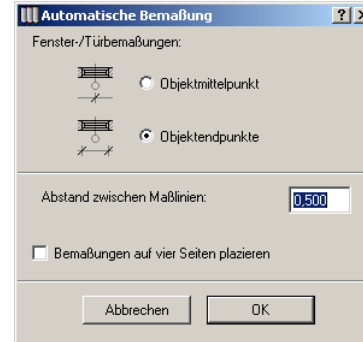 Automatische Bemaßung
Fenster-/Türbemaßungen:
Objektmittelpunkt
Objektendpunkte
Abstand zwischen Maßlinien:
0,500
Bemaßungen auf vier Seiten plazieren
Abbrechen
OK